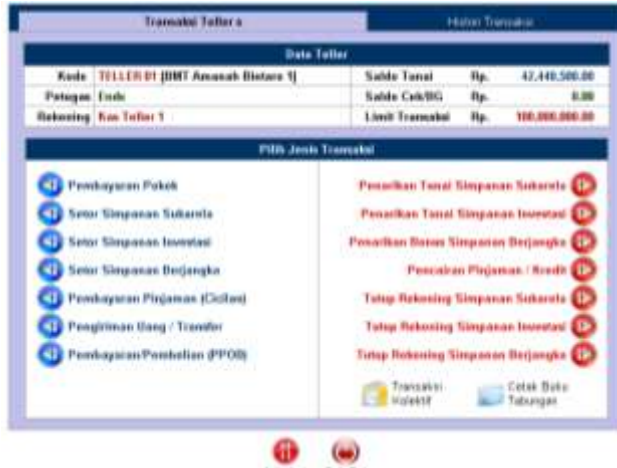 Transaksi Teller
Histori Transaksi
Data Teller
Kode TELLER 01 [BMT Amanah Bintaro 1] Saldo Tunai Rp. 42,440,500.00
Petugas Saldo Cek/BG Rp. 0.00
Rekening Kas Teller 1 Limit Transaksi Rp. 100,000,000.00
Pilih Jenis Transaksi
Pembayaran Pokok
Setor Simpanan Sukarela
Setor Simpanan Investasi
Setor Simpanan Berjangka
Pembayaran Pinjaman (Cicilan)
Pengiriman Uang / Transfer
Pembayaran/Pembelian (PPOB)
Penarikan Tunai Simpanan Sukarela
Penarikan Tunai Simpanan Investasi
Penarikan Bonus Simpanan Berjangka
Pencairan Pinjaman / Kredit
Tutup Rekening Simpanan Sukarela
Tutup Rekening Simpanan Investasi
Tutup Rekening Simpanan Berjangka
Transaksi
Kolektif
Cetak Buku
Tabungan